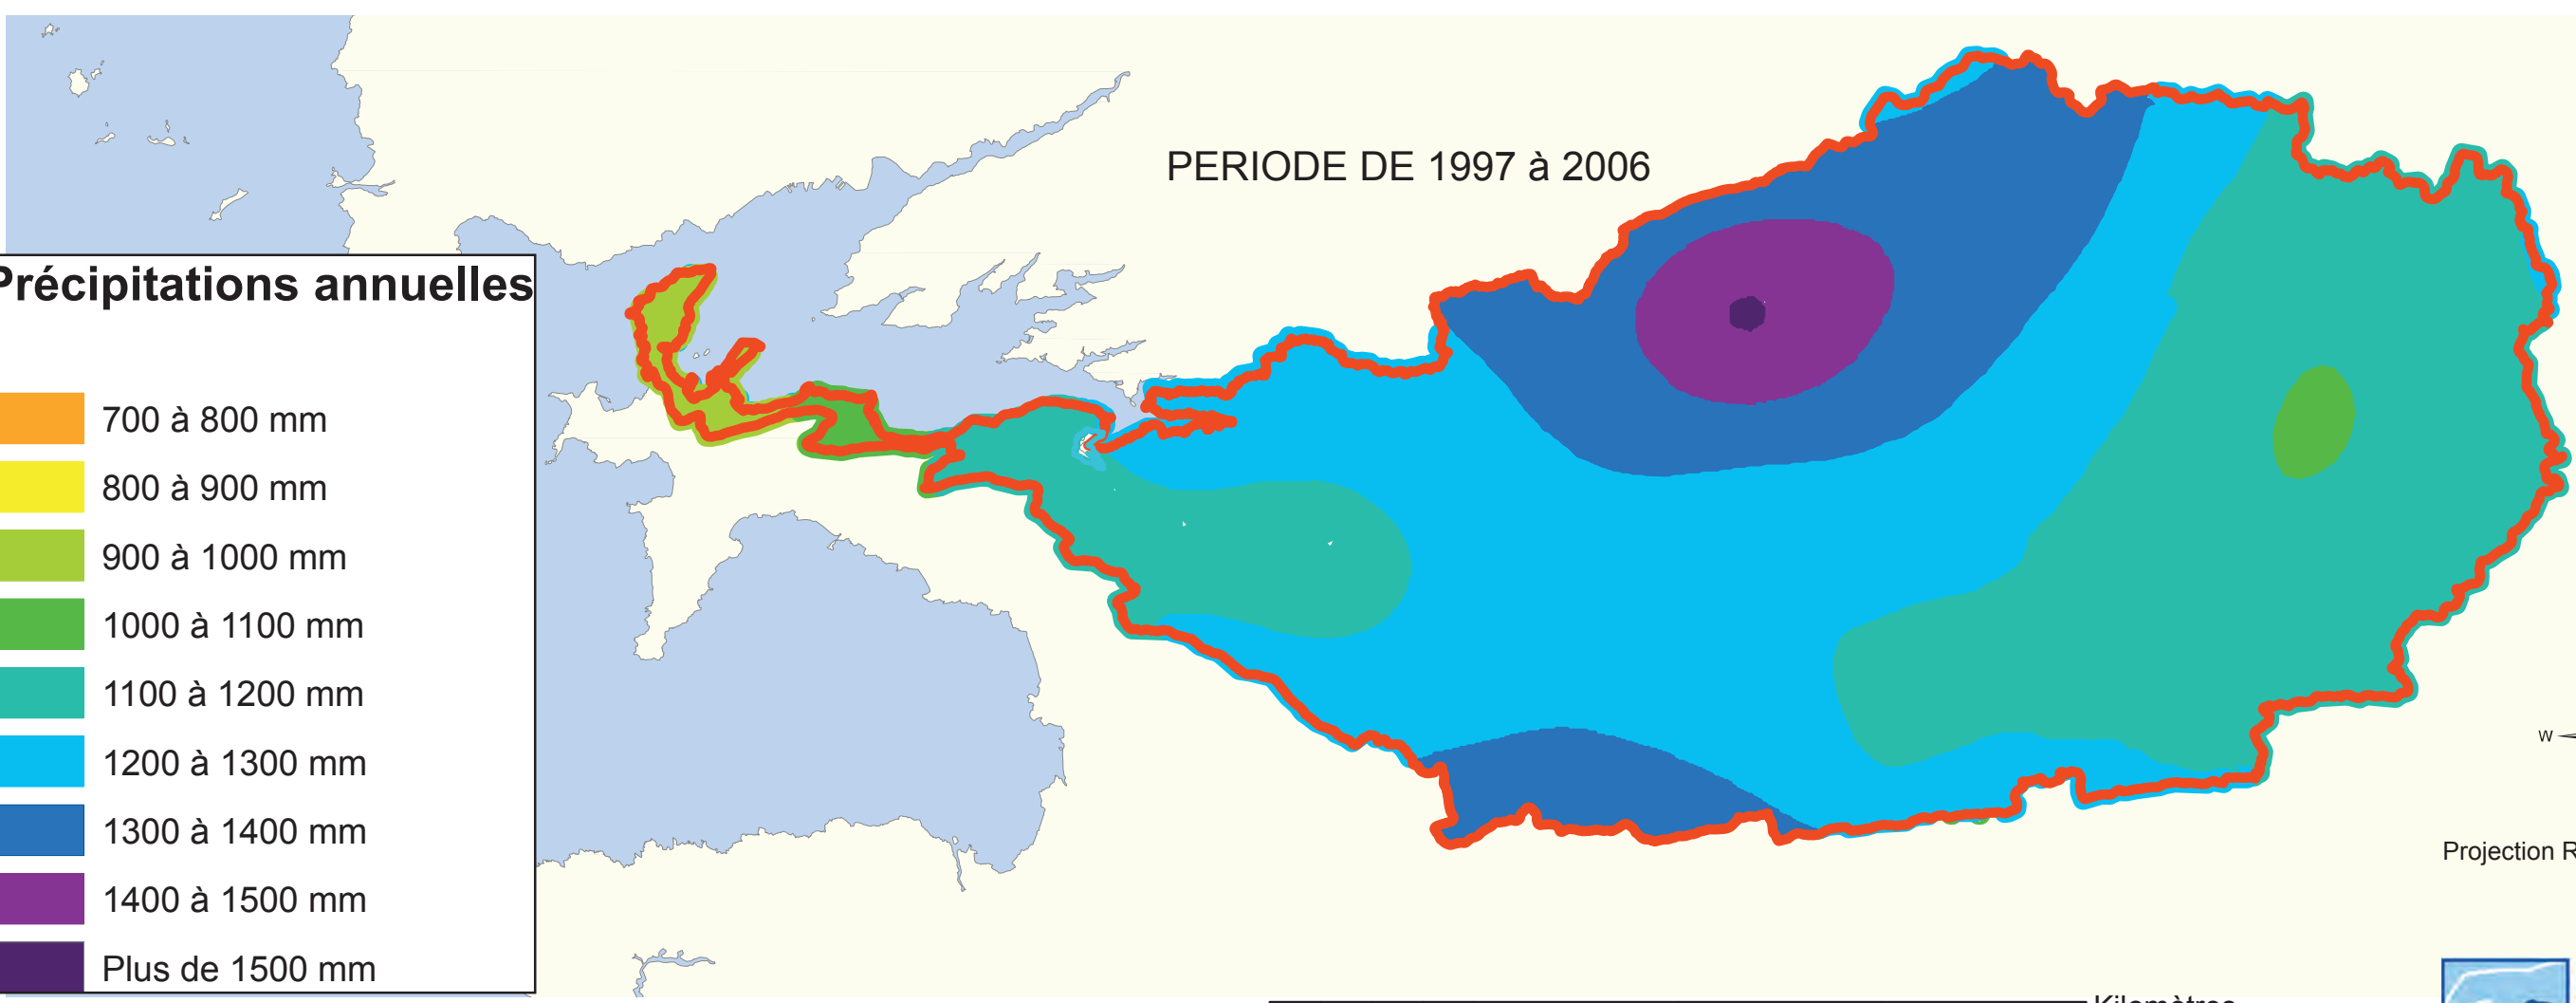 PERIODE DE 1997 à 2006
Précipitations annuelles
700 à 800 mm
800 à 900 mm
900 à 1000 mm
1000 à 1100 mm
1100 à 1200 mm
1200 à 1300 mm
1300 à 1400 mm
1400 à 1500 mm
Plus de 1500 mm
W
Projection R
Kilomètres